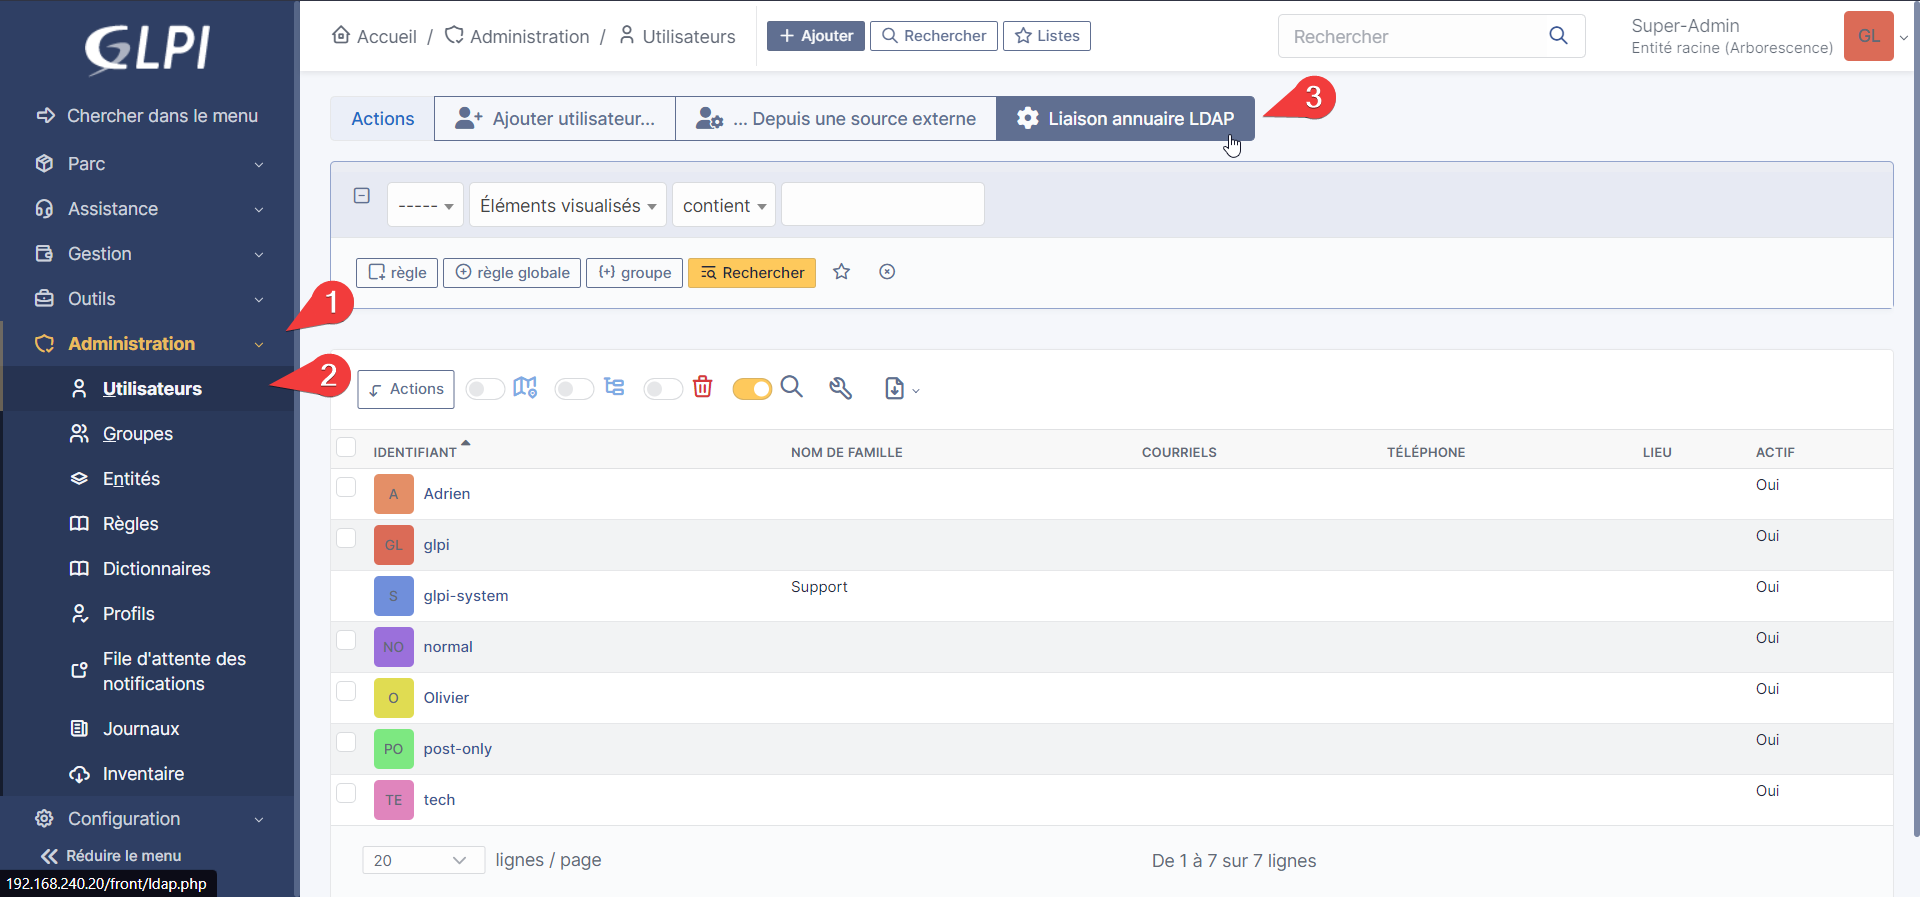 GLPI
Chercher dans le menu
Parc
Assistance
Gestion
Outils
1
Administration
2
Utilisateurs
Groupes
Entités
Règles
Dictionnaires
Profils
File d'attente des
notifications
Journaux
Inventaire
Configuration
Réduire le menu
192.168.240.20/front/ldap.php
Accueil / Administration / Utilisateurs
+ Ajouter
Rechercher
Listes
Rechercher
Super-Admin
Entité racine (Arborescence)
GL
3
Actions
Ajouter utilisateur...
... Depuis une source externe
Liaison annuaire LDAP
-----
Éléments visualisés
contient
règle
règle globale
groupe
Rechercher
Actions
IDENTIFIANT NOM DE FAMILLE COURRIELS TÉLÉPHONE LIEU ACTIF
A Adrien Oui
GL glpi Oui
S glpi-system Support Oui
NO normal Oui
O Olivier Oui
PO post-only Oui
TE tech Oui
20 lignes / page
De 1 à 7 sur 7 lignes